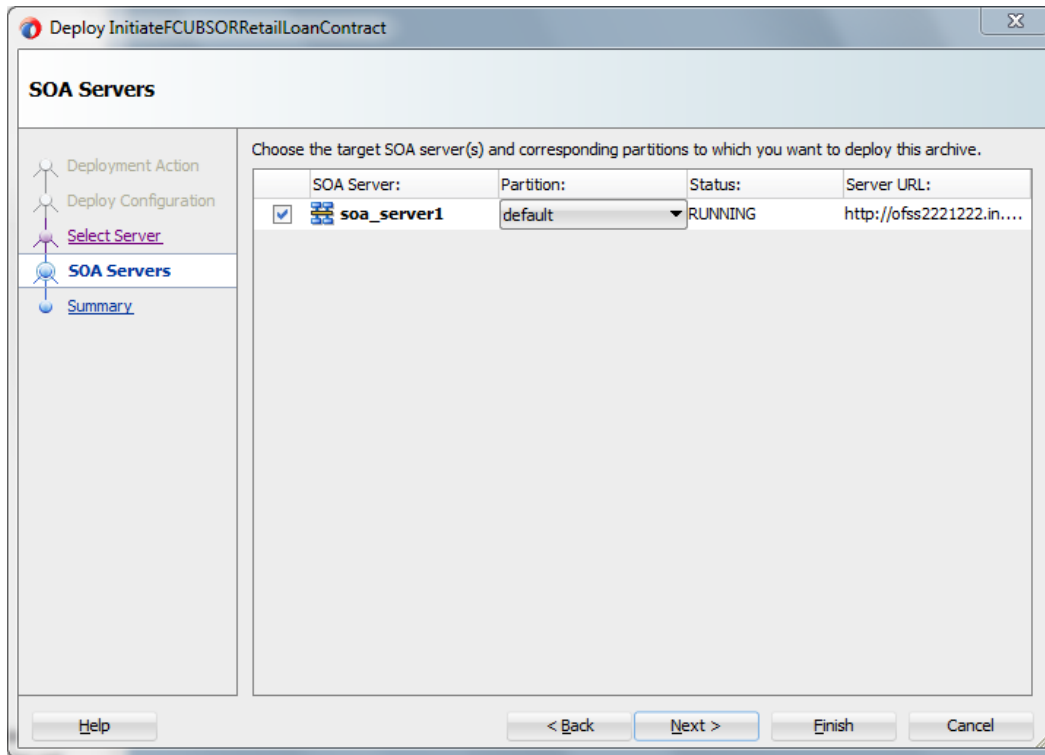 Deploy InitiateFCUBSORRetailLoanContract
SOA Servers
Deployment Action
Deploy Configuration
Select Server
SOA Servers
Summary
Choose the target SOA server(s) and corresponding partitions to which you want to deploy this archive.
SOA Server: Partition: Status: Server URL:
soa_server1 default RUNNING http://ofss2221222.in....
Help < Back Next > Finish Cancel